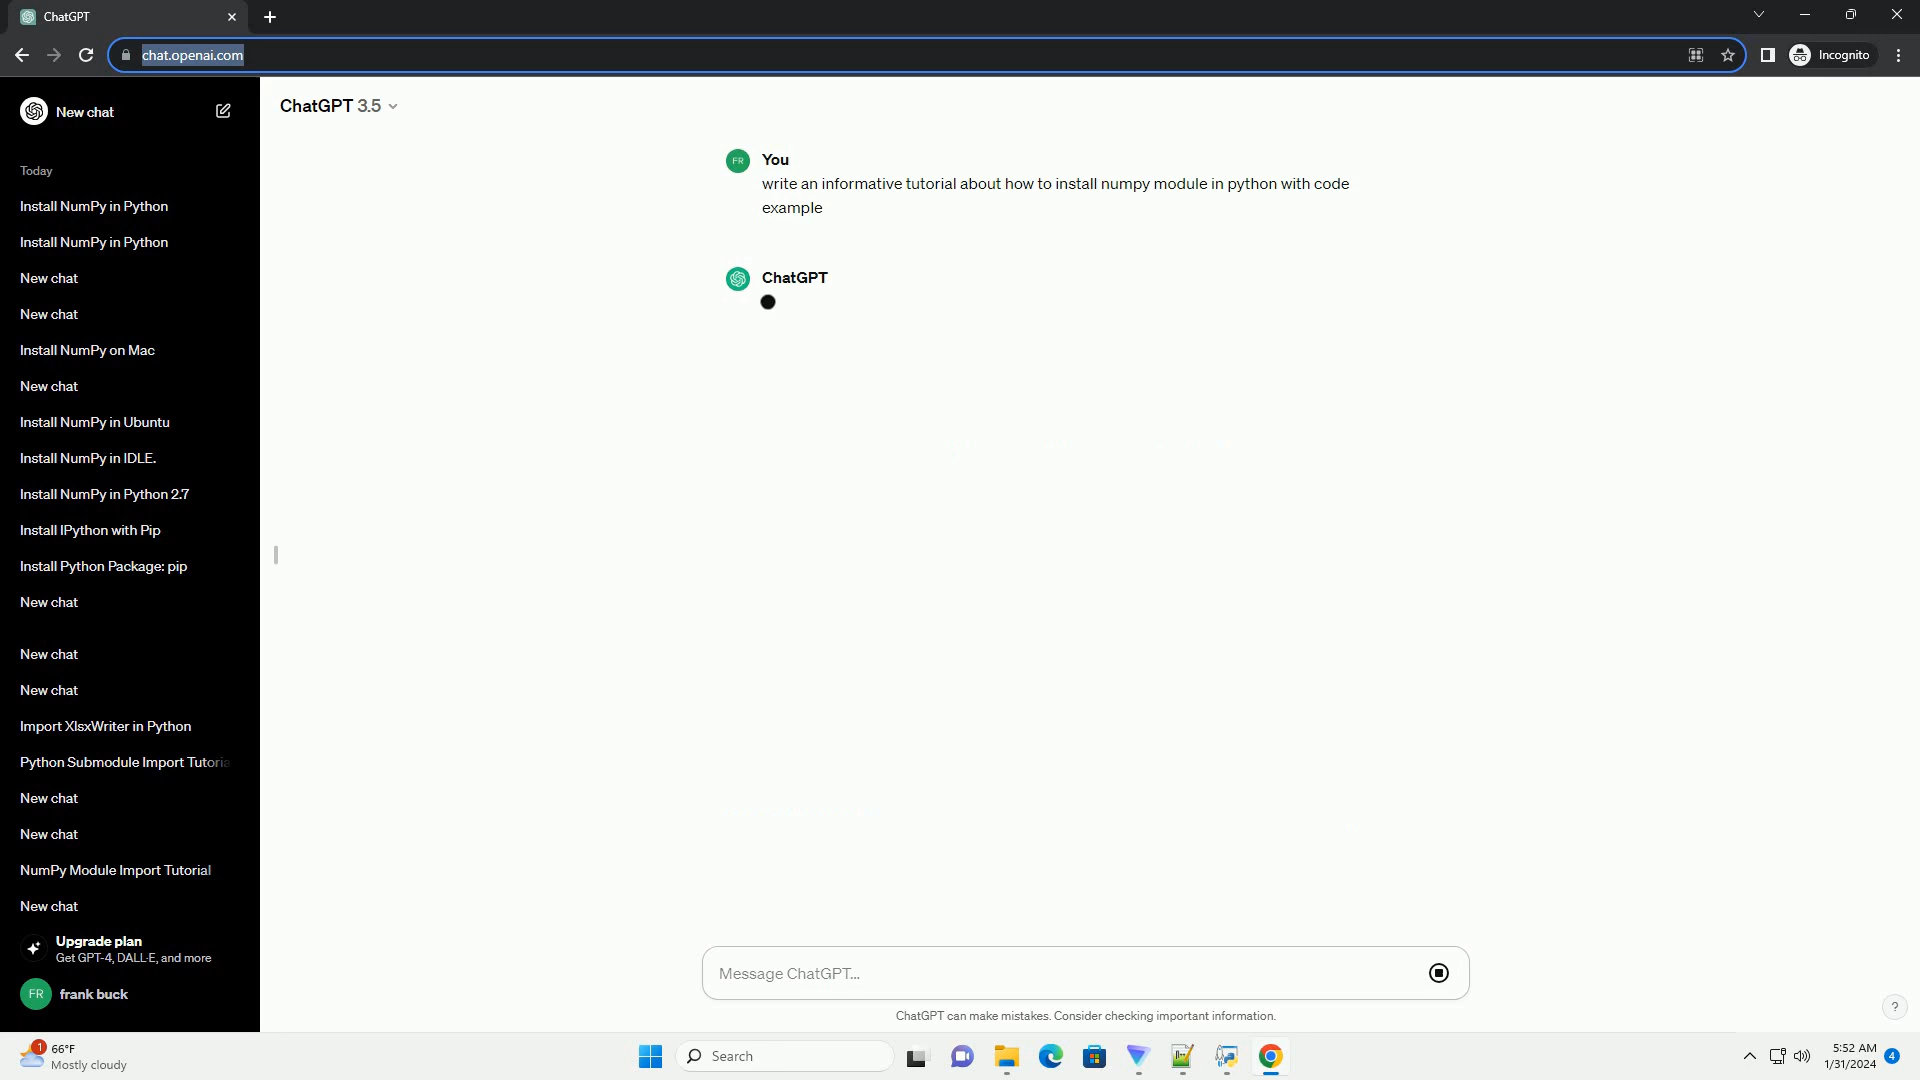 ChatGPT
chat.openai.com
Incognito
New chat
Today
Install NumPy in Python
Install NumPy in Python
New chat
New chat
Install NumPy on Mac
New chat
Install NumPy in Ubuntu
Install NumPy in IDLE.
Install NumPy in Python 2.7
Install IPython with Pip
Install Python Package: pip
New chat
New chat
New chat
Import XlsxWriter in Python
Python Submodule Import Tutoria
New chat
New chat
NumPy Module Import Tutorial
New chat
Upgrade plan
Get GPT-4, DALL·E, and more
FR
frank buck
ChatGPT 3.5
FR
You
write an informative tutorial about how to install numpy module in python with code
example
ChatGPT
Message ChatGPT...
ChatGPT can make mistakes. Consider checking important information.
?
1
66°F
Mostly cloudy
Search
5:52 AM
1/31/2024
4